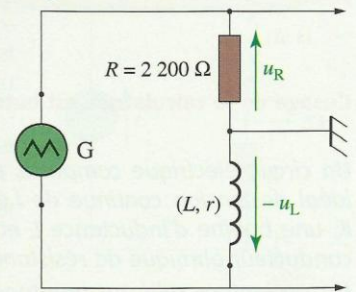 R = 2 200 Ω
u_R
G
(L, r)
u_L